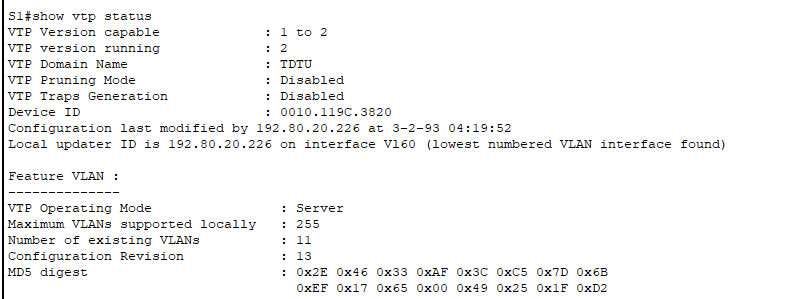 S1#show vtp status
VTP Version capable             : 1 to 2
VTP version running             : 2
VTP Domain Name                 : TDTU
VTP Pruning Mode                : Disabled
VTP Traps Generation            : Disabled
Device ID                       : 0010.119C.3820
Configuration last modified by 192.80.20.226 at 3-2-93 04:19:52
Local updater ID is 192.80.20.226 on interface Vl60 (lowest numbered VLAN interface found)

Feature VLAN :
--------------
VTP Operating Mode                : Server
Maximum VLANs supported locally   : 255
Number of existing VLANs          : 11
Configuration Revision            : 13
MD5 digest                        : 0x2E 0x46 0x33 0xAF 0x3C 0xC5 0x7D 0x6B
                                    0xEF 0x17 0x65 0x00 0x49 0x25 0x1F 0xD2